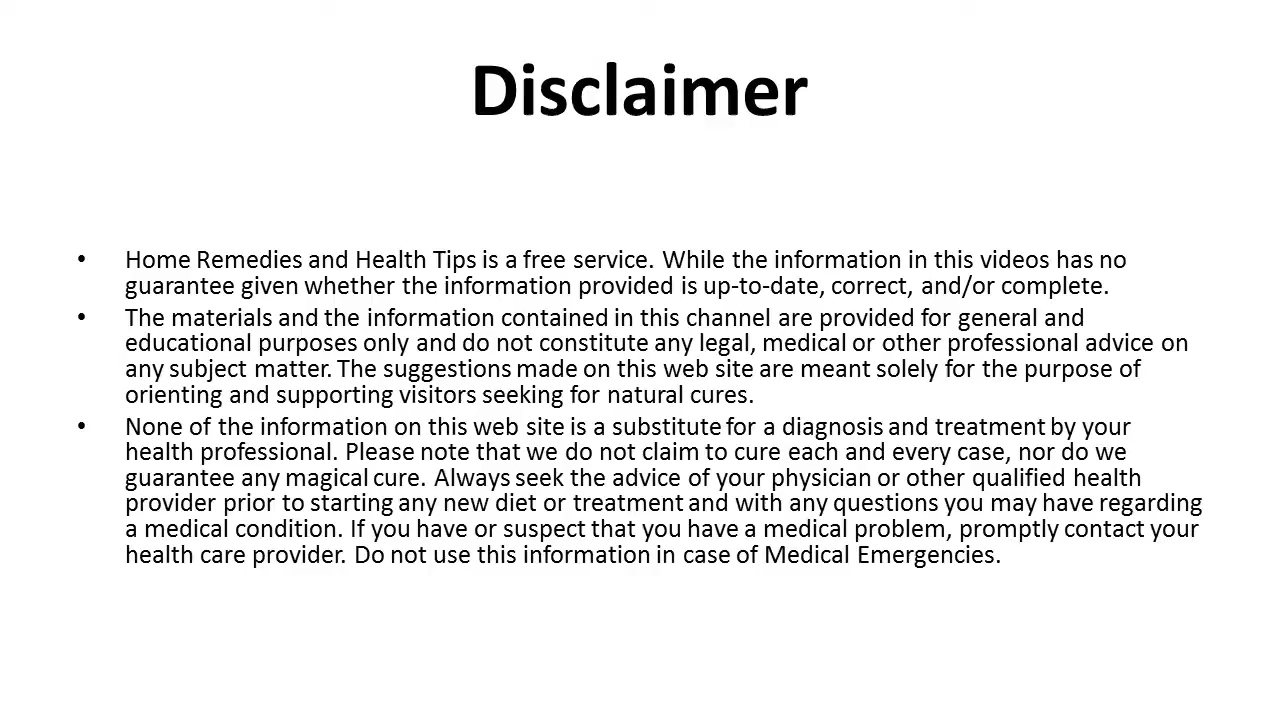 Disclaimer
• Home Remedies and Health Tips is a free service. While the information in this videos has no
guarantee given whether the information provided is up-to-date, correct, and/or complete.
• The materials and the information contained in this channel are provided for general and
educational purposes only and do not constitute any legal, medical or other professional advice on
any subject matter. The suggestions made on this web site are meant solely for the purpose of
orienting and supporting visitors seeking for natural cures.
• None of the information on this web site is a substitute for a diagnosis and treatment by your
health professional. Please note that we do not claim to cure each and every case, nor do we
guarantee any magical cure. Always seek the advice of your physician or other qualified health
provider prior to starting any new diet or treatment and with any questions you may have regarding
a medical condition. If you have or suspect that you have a medical problem, promptly contact your
health care provider. Do not use this information in case of Medical Emergencies.